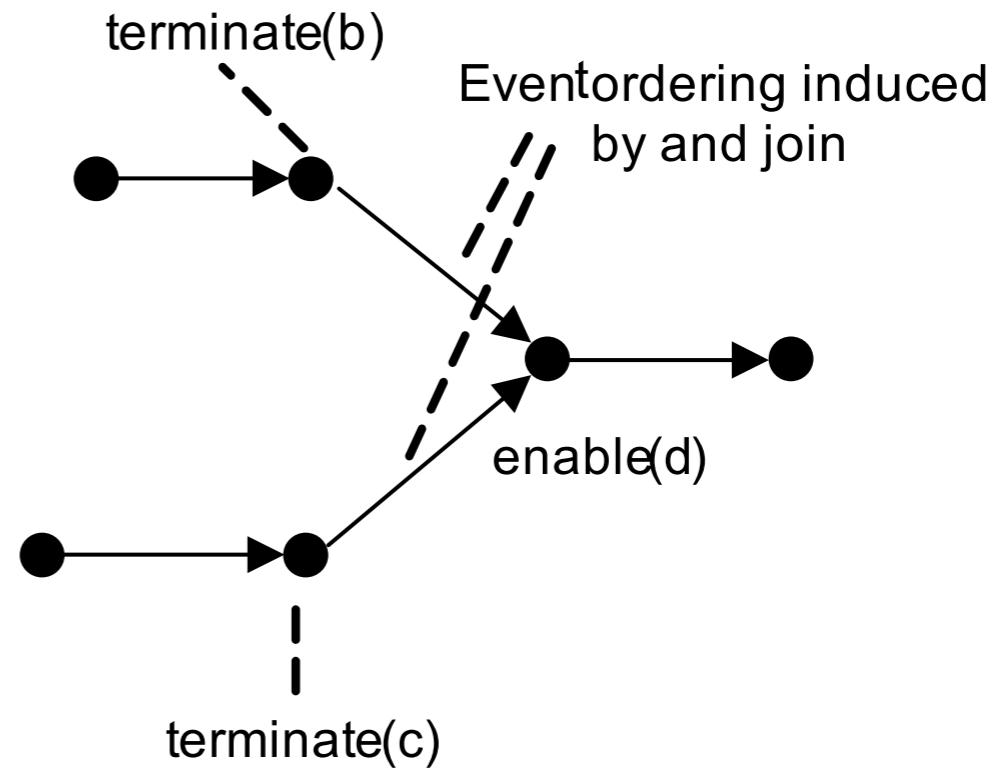 terminate(b)
Eventordering induced
by and join
enable(d)
terminate(c)